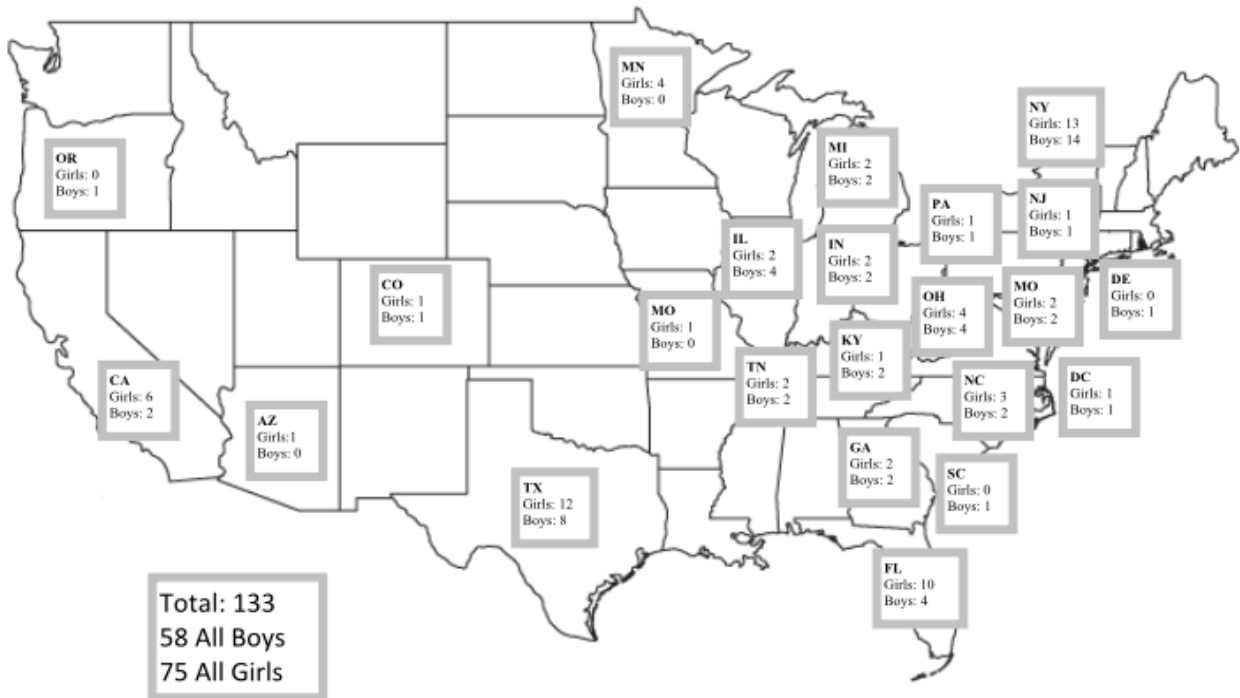 MN
Girls: 4
Boys: 0
NY
Girls: 13
Boys: 14
OR
Girls: 0
Boys: 1
MI
Girls: 2
Boys: 2
PA
Girls: 1
Boys: 1
NJ
Girls: 1
Boys: 1
IL
Girls: 2
Boys: 4
IN
Girls: 2
Boys: 2
CO
Girls: 1
Boys: 1
MO
Girls: 1
Boys: 0
OH
Girls: 4
Boys: 4
MO
Girls: 2
Boys: 2
DE
Girls: 0
Boys: 1
KY
Girls: 1
Boys: 2
CA
Girls: 6
Boys: 2
AZ
Girls:1
Boys: 0
TN
Girls: 2
Boys: 2
NC
Girls: 3
Boys: 2
DC
Girls: 1
Boys: 1
GA
Girls: 2
Boys: 2
SC
Girls: 0
Boys: 1
TX
Girls: 12
Boys: 8
FL
Girls: 10
Boys: 4
Total: 133
58 All Boys
75 All Girls